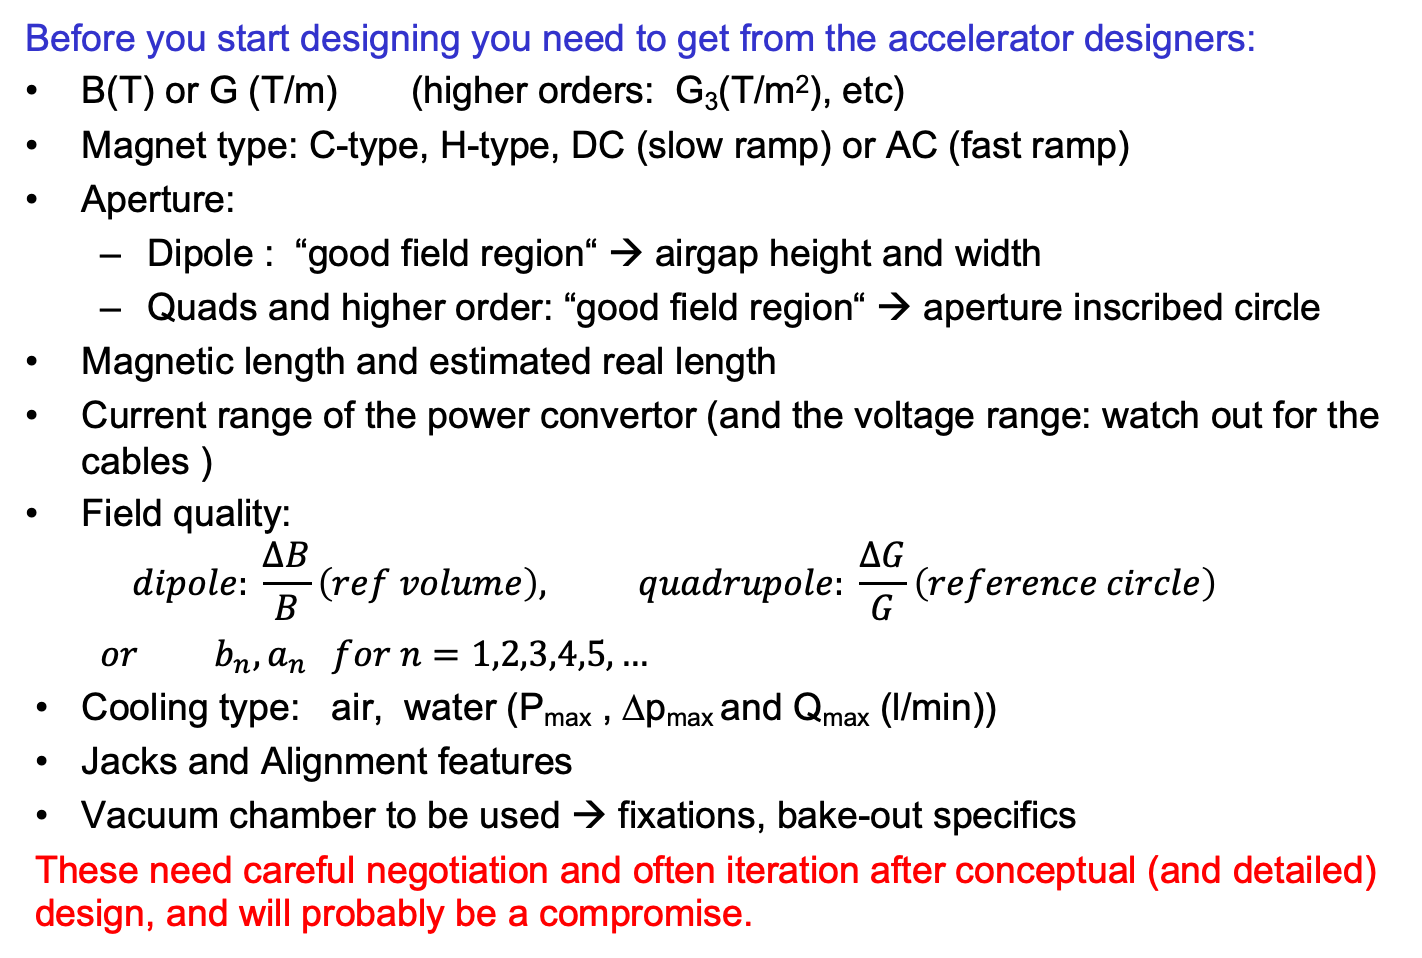 Before you start designing you need to get from the accelerator designers:
• B(T) or G (T/m) (higher orders: G₃(T/m²), etc)
• Magnet type: C-type, H-type, DC (slow ramp) or AC (fast ramp)
• Aperture:
– Dipole : “good field region“ → airgap height and width
– Quads and higher order: “good field region“ → aperture inscribed circle
• Magnetic length and estimated real length
• Current range of the power convertor (and the voltage range: watch out for the
cables )
• Field quality:
dipole: ΔB/B (ref volume), quadrupole: ΔG/G (reference circle)
or bₙ, aₙ for n = 1,2,3,4,5, …
• Cooling type: air, water (Pmax , Δpmax and Qmax (l/min))
• Jacks and Alignment features
• Vacuum chamber to be used → fixations, bake-out specifics
These need careful negotiation and often iteration after conceptual (and detailed)
design, and will probably be a compromise.